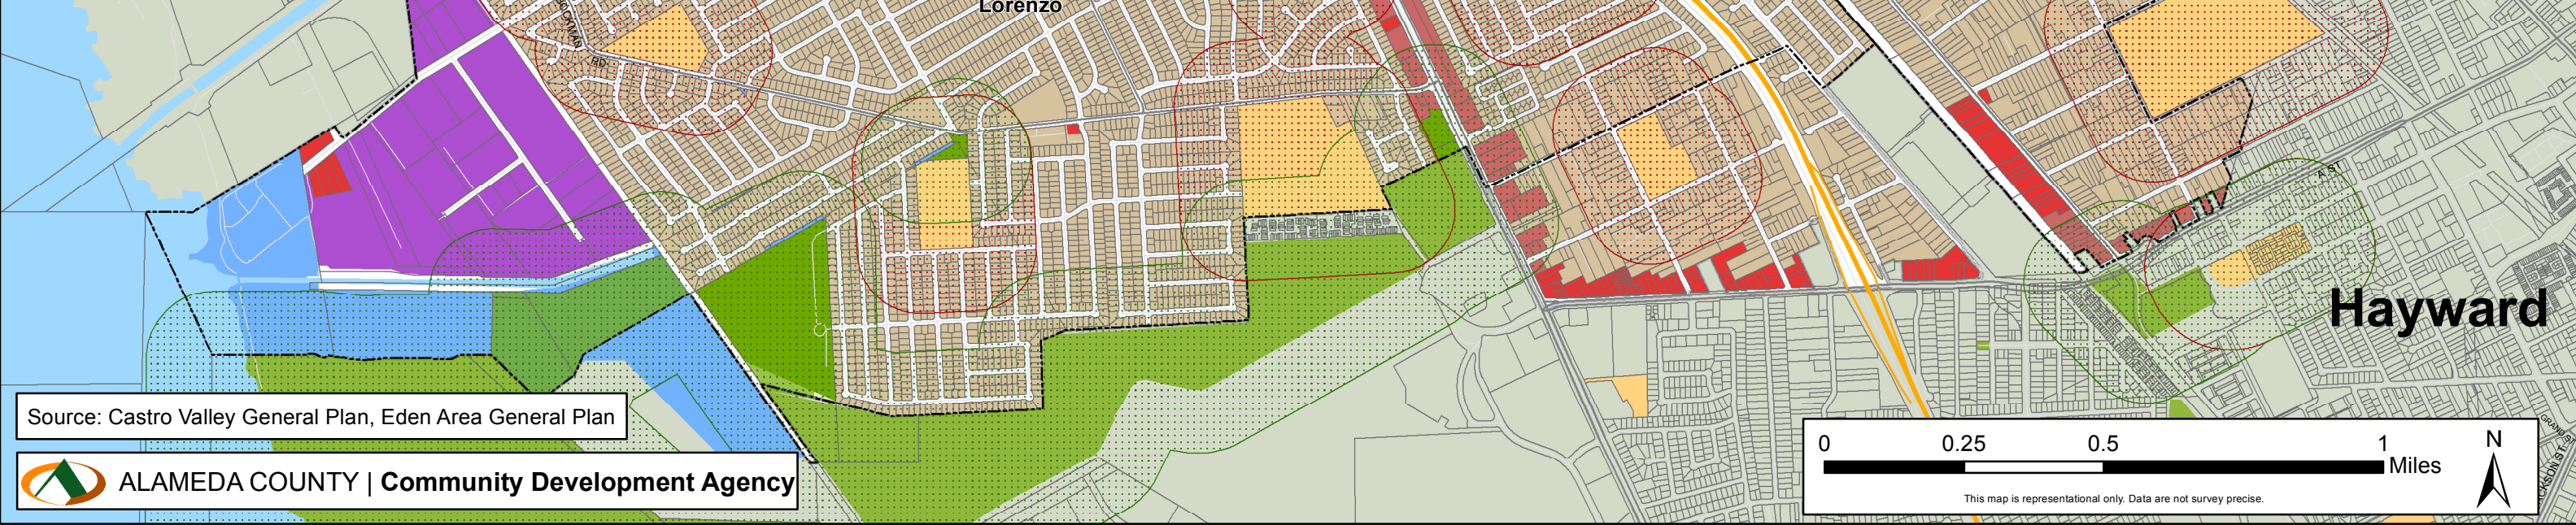 Lorenzo
RD
A ST
Hayward
Source: Castro Valley General Plan, Eden Area General Plan
ALAMEDA COUNTY | Community Development Agency
0 0.25 0.5 1
Miles
N
This map is representational only. Data are not survey precise.